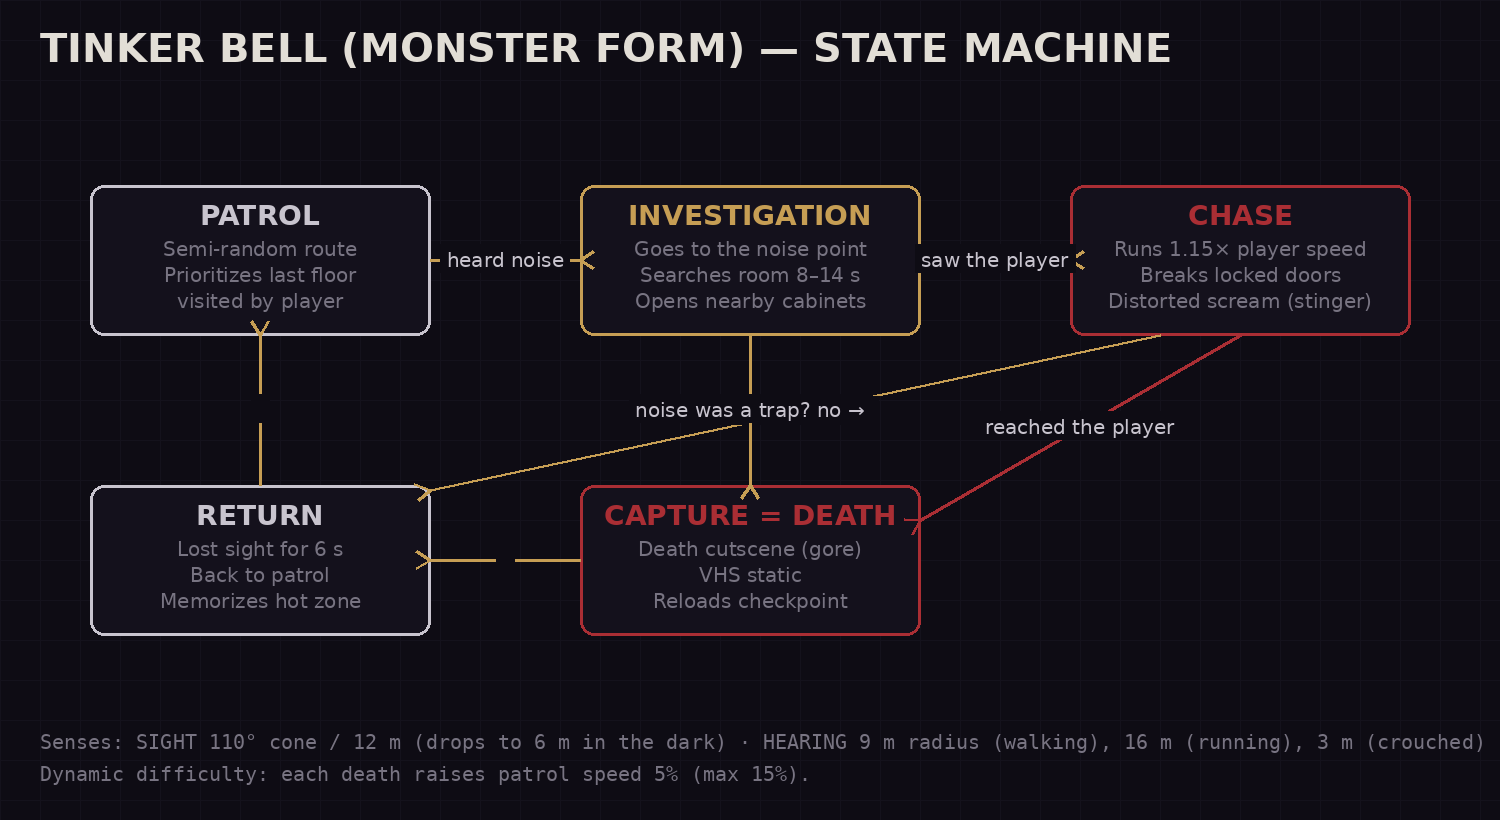 TINKER BELL (MONSTER FORM) — STATE MACHINE
PATROL
Semi-random route
Prioritizes last floor
visited by player
heard noise
INVESTIGATION
Goes to the noise point
Searches room 8–14 s
Opens nearby cabinets
saw the player
CHASE
Runs 1.15× player speed
Breaks locked doors
Distorted scream (stinger)
noise was a trap? no →
reached the player
RETURN
Lost sight for 6 s
Back to patrol
Memorizes hot zone
CAPTURE = DEATH
Death cutscene (gore)
VHS static
Reloads checkpoint
Senses: SIGHT 110° cone / 12 m (drops to 6 m in the dark) · HEARING 9 m radius (walking), 16 m (running), 3 m (crouched)
Dynamic difficulty: each death raises patrol speed 5% (max 15%).